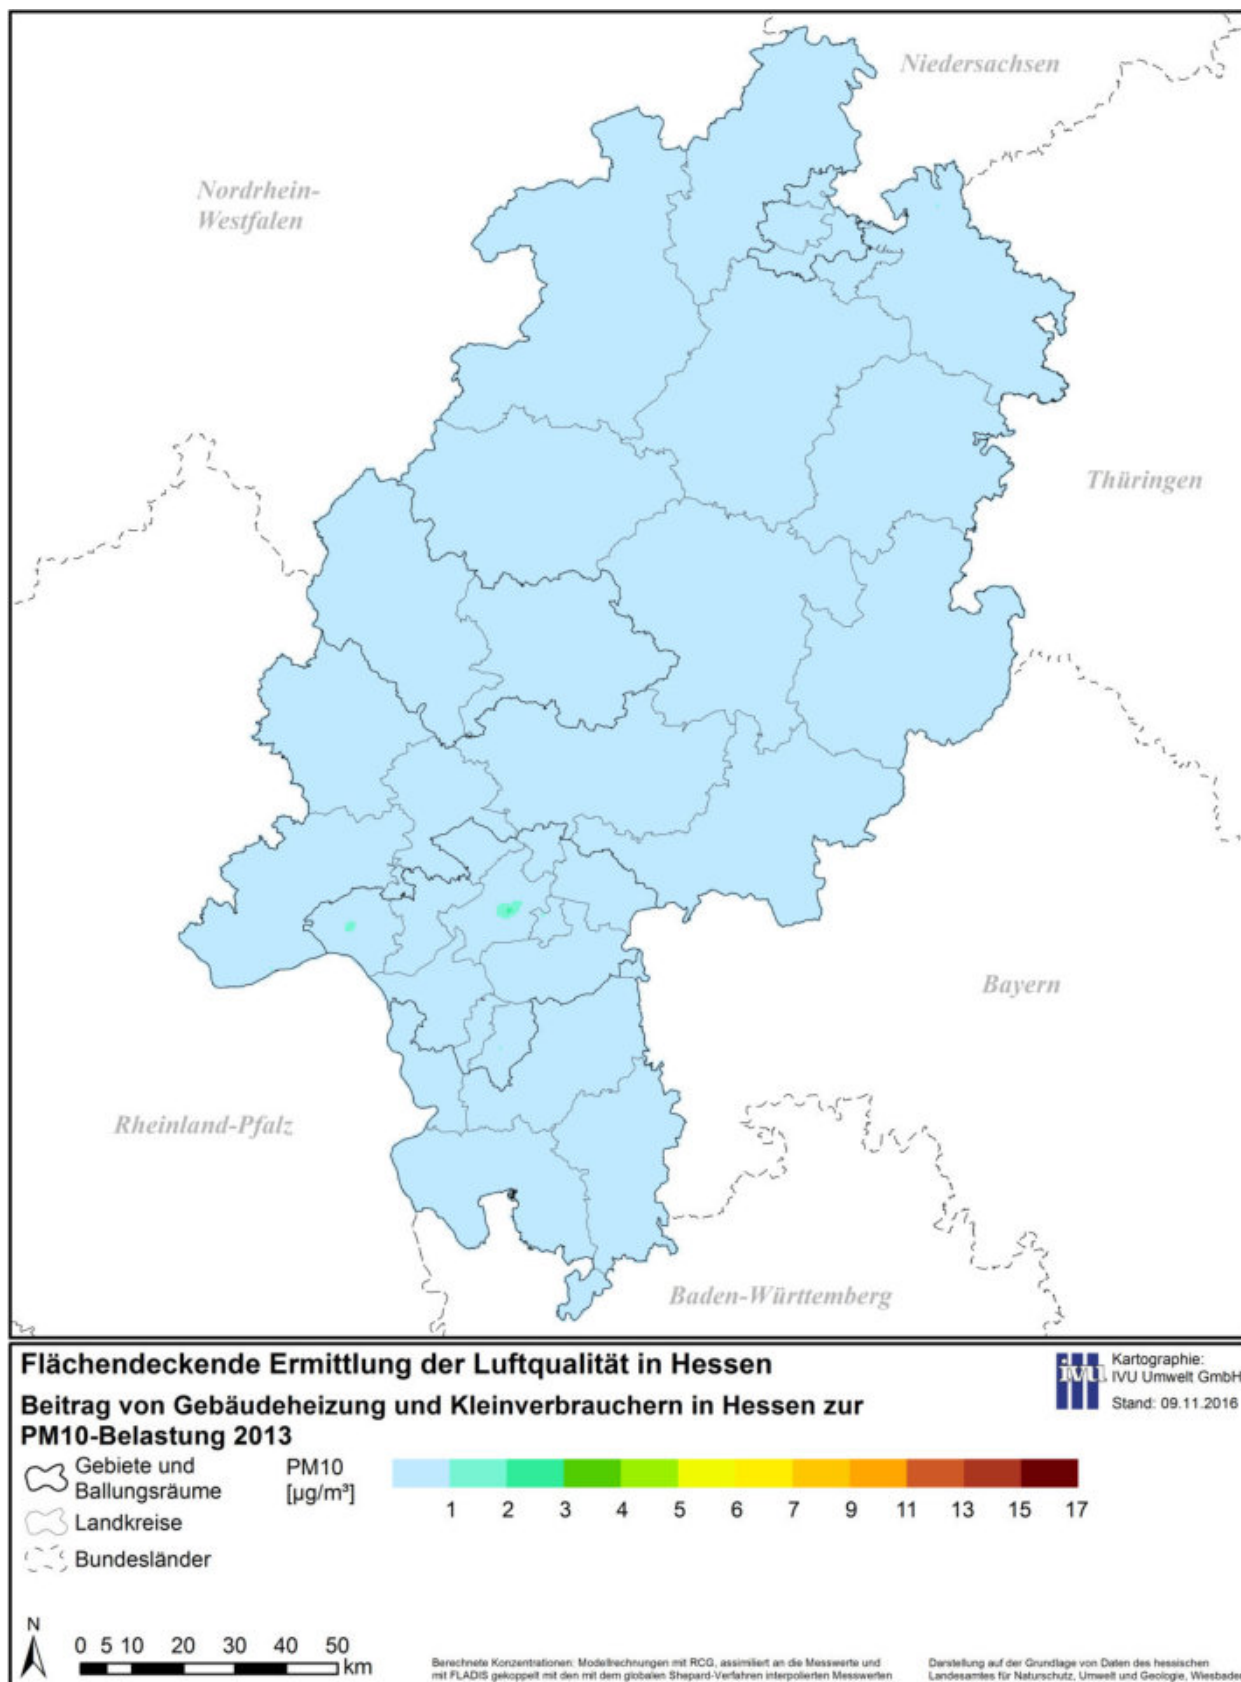 Niedersachsen
Nordrhein-
Westfalen
Thüringen
Bayern
Rheinland-Pfalz
Baden-Württemberg
Flächendeckende Ermittlung der Luftqualität in Hessen
Beitrag von Gebäudeheizung und Kleinverbrauchern in Hessen zur
PM10-Belastung 2013
ivu
Kartographie:
IVU Umwelt GmbH
Stand: 09.11.2016
Gebiete und
Ballungsräume
Landkreise
Bundesländer
PM10
[µg/m³]
1 2 3 4 5 6 7 9 11 13 15 17
N
0 5 10 20 30 40 50
km
Berechnete Konzentrationen: Modellrechnungen mit RCG, assimiliert an die Messwerte und
mit FLADIS gekoppelt mit den mit dem globalen Shepard-Verfahren interpolierten Messwerten
Darstellung auf der Grundlage von Daten des hessischen
Landesamtes für Naturschutz, Umwelt und Geologie, Wiesbaden